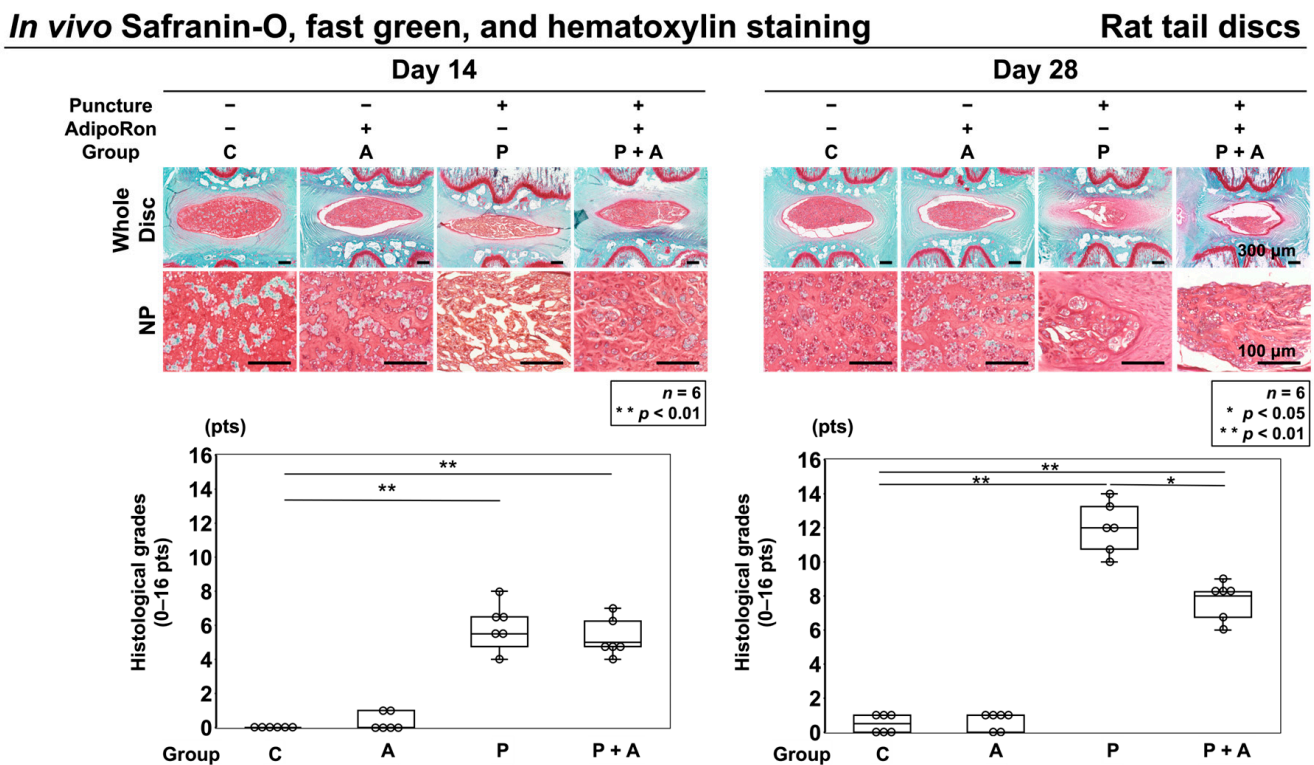 In vivo Safranin-O, fast green, and hematoxylin staining Rat tail discs
Day 14 Day 28
Puncture − − + + − − + +
AdipoRon − + − + − + − +
Group C A P P + A C A P P + A
Whole Disc
300 µm
NP
100 µm
n = 6
** p < 0.01
n = 6
* p < 0.05
** p < 0.01
(pts)
Histological grades
(0–16 pts)
16
14
12
10
8
6
4
2
0
**
**
Group C A P P + A
(pts)
Histological grades
(0–16 pts)
16
14
12
10
8
6
4
2
0
**
** *
Group C A P P + A